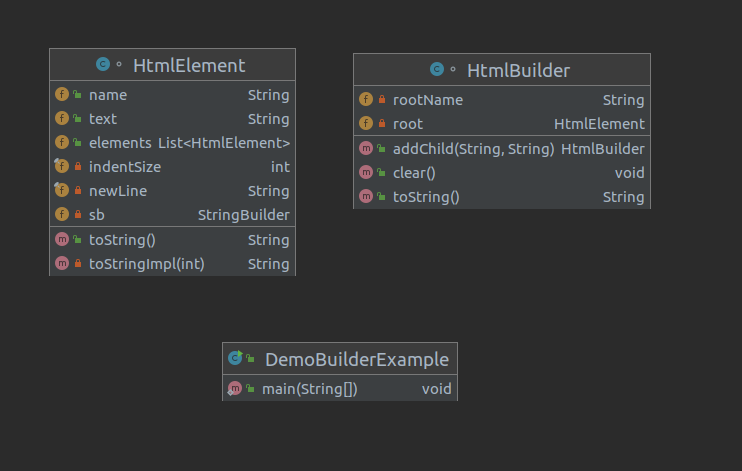 HtmlElement
name String
text String
elements List<HtmlElement>
indentSize int
newLine String
sb StringBuilder
toString() String
toStringImpl(int) String
HtmlBuilder
rootName String
root HtmlElement
addChild(String, String) HtmlBuilder
clear() void
toString() String
DemoBuilderExample
main(String[]) void